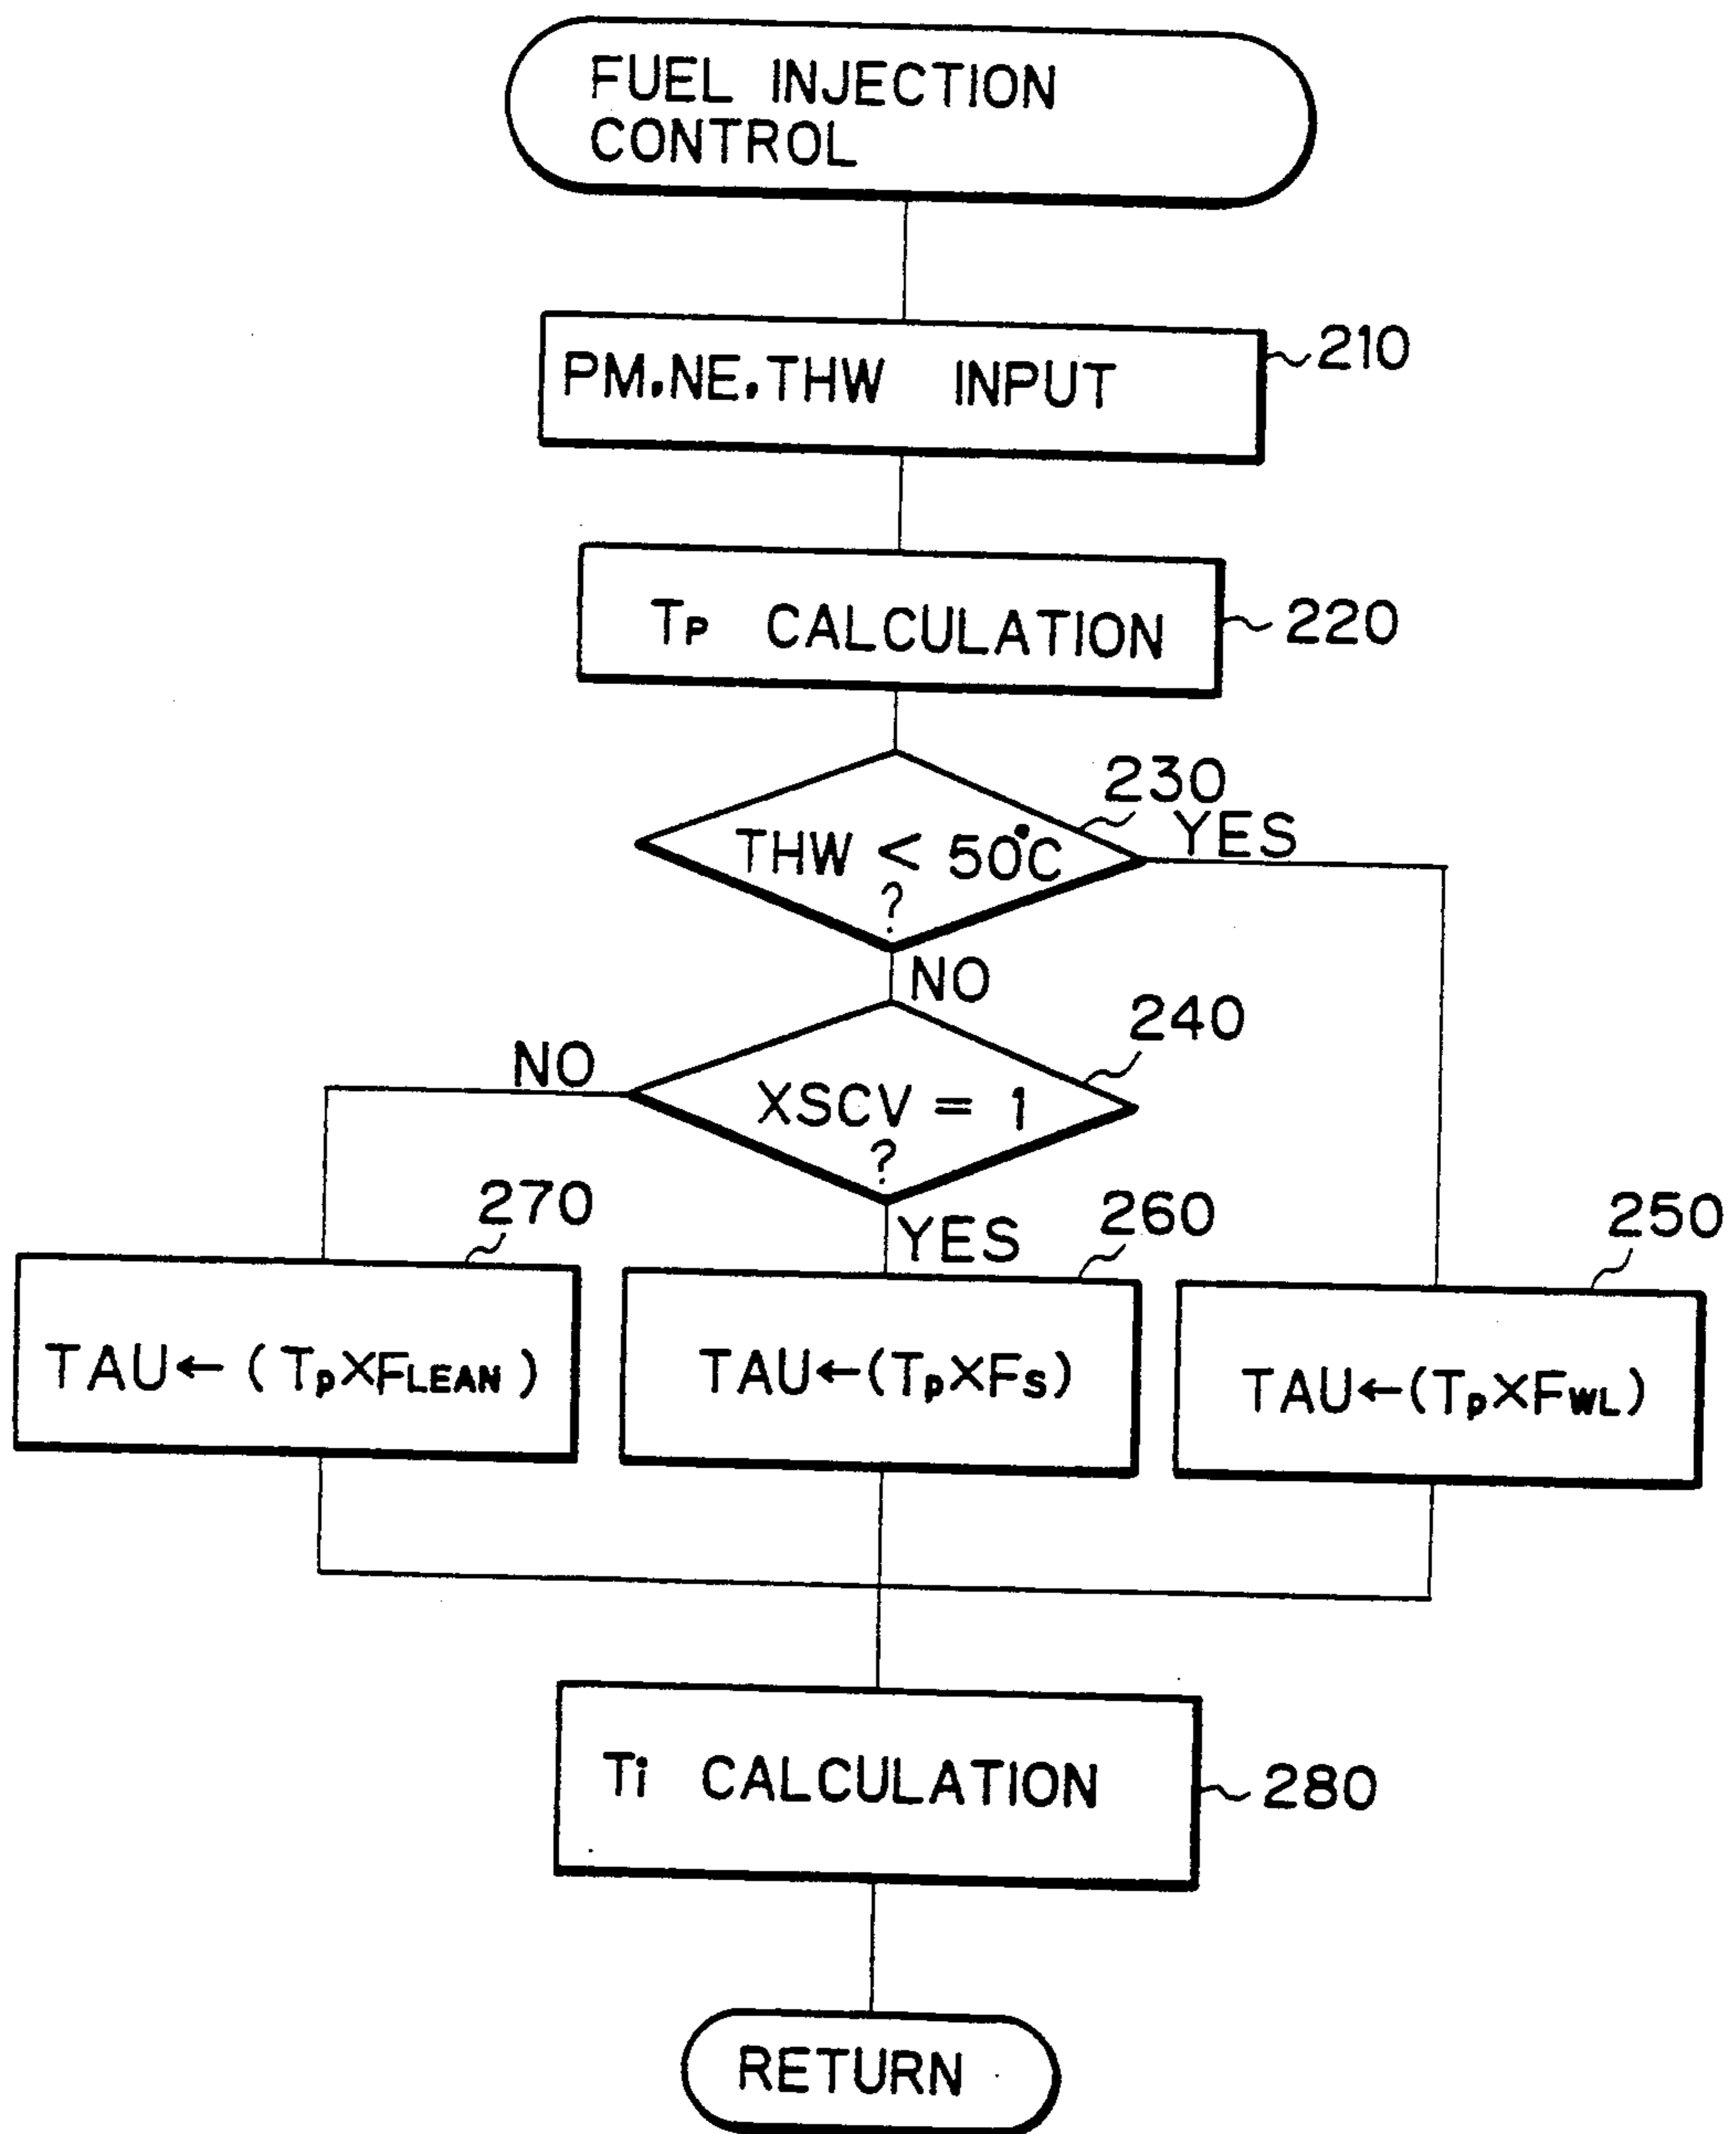 FUEL INJECTION
CONTROL
PM.NE.THW INPUT
210
TP CALCULATION
220
230
THW < 50°C
?
YES
NO
240
XSCV = 1
?
NO
YES
270
260
250
TAU←(Tp×FLEAN)
TAU←(Tp×Fs)
TAU←(Tp×FWL)
Ti CALCULATION
280
RETURN